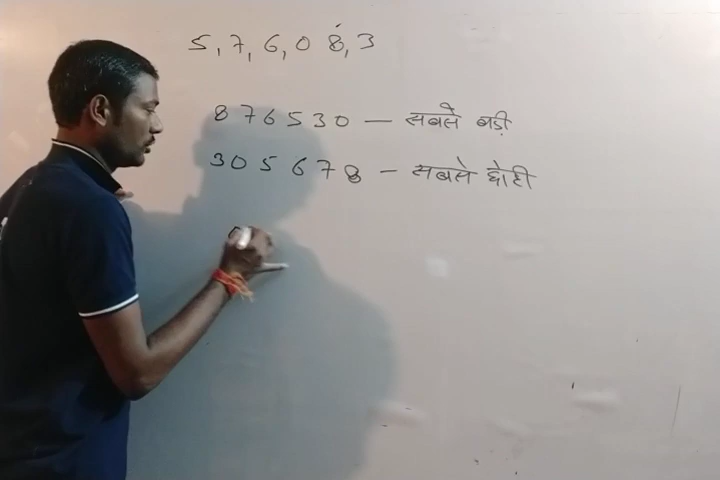 5, 7, 6, 0 8, 3
876530 — सबसे बड़ी
305678 - सबसे छोटी